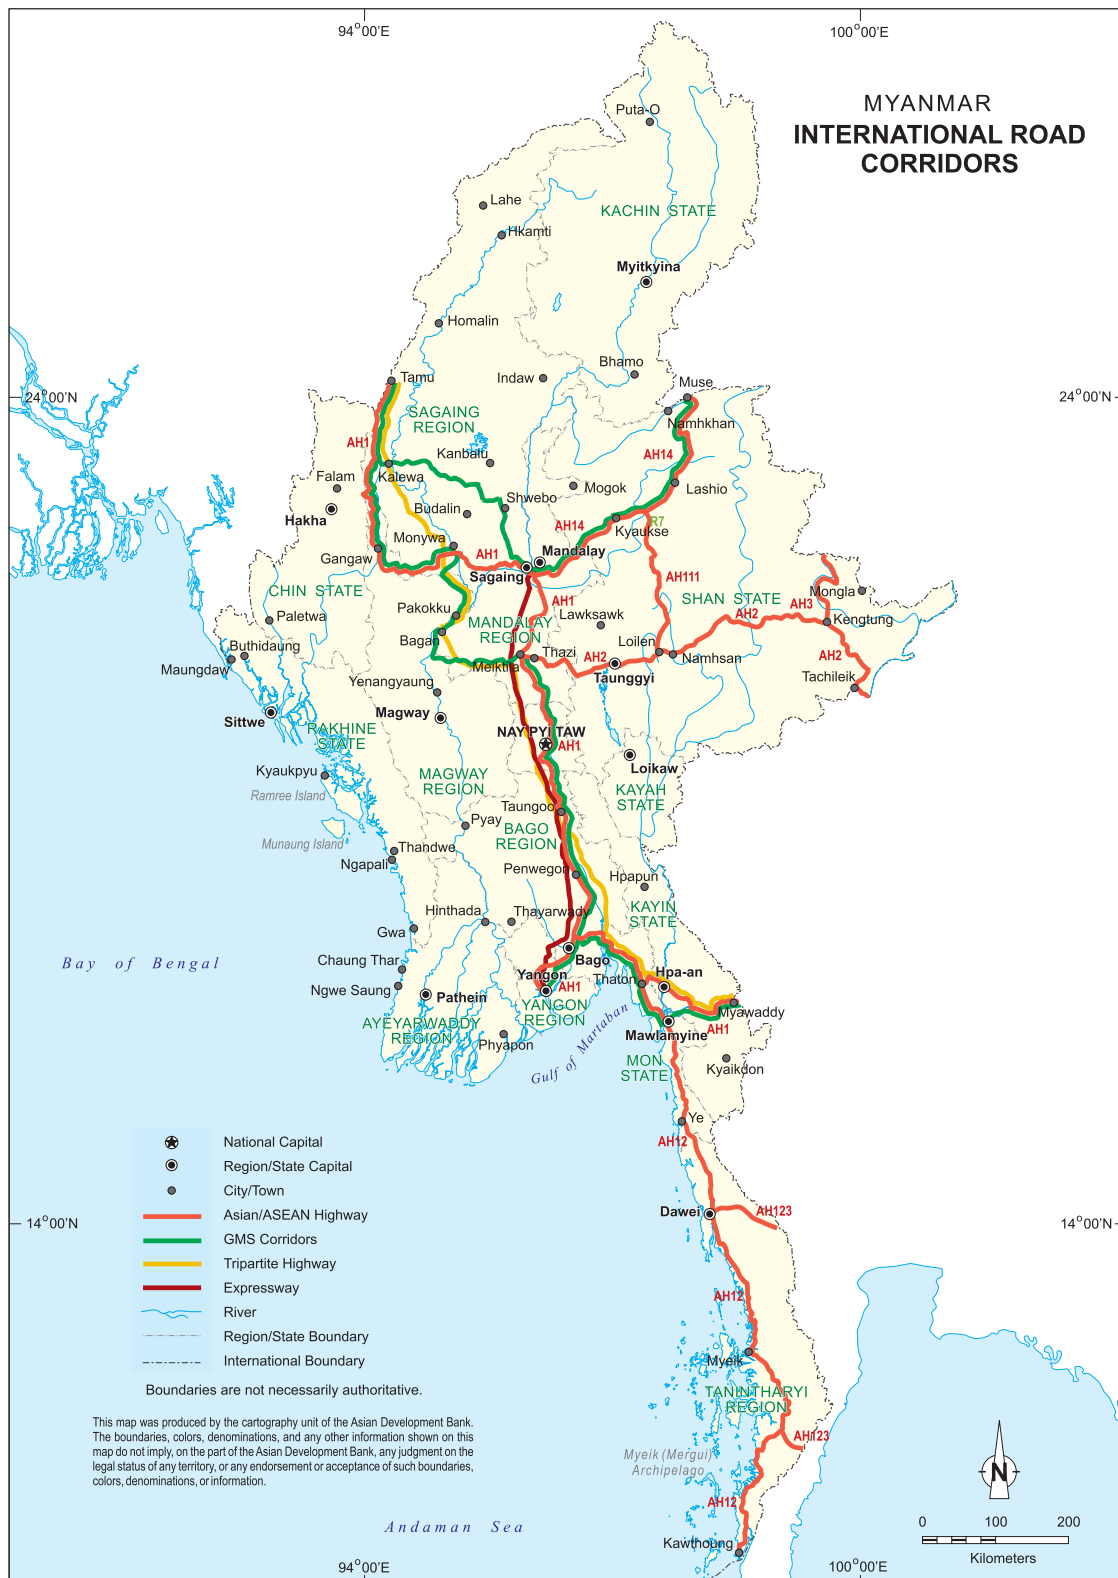 94°00'E
100°00'E
MYANMAR
INTERNATIONAL ROAD
CORRIDORS
Puta-O
Lahe
KACHIN STATE
Hkamti
Myitkyina
Homalin
Bhamo
Tamu
Indaw
Muse
24°00'N
24°00'N
SAGAING
REGION
Namhkhan
AH1
Kanbalu
AH14
Kalewa
Falam
Mogok
Lashio
Shwebo
Budalin
Hakha
AH14
R7
Kyaukse
Monywa
AH1
Mandalay
Gangaw
Sagaing
AH111
CHIN STATE
SHAN STATE
Mongla
AH1
AH3
Pakokku
Lawksawk
AH2
Paletwa
MANDALAY
REGION
Kengtung
Bagan
Loilen
Buthidaung
Thazi
AH2
Namhsan
AH2
Maungdaw
Meiktila
Taunggyi
Tachileik
Yenangyaung
Magway
Sittwe
RAKHINE
STATE
NAY PYI TAW
AH1
Loikaw
Kyaukpyu
MAGWAY
REGION
KAYAH
STATE
Ramree Island
Taungoo
Pyay
BAGO
REGION
Munaung Island
Thandwe
Ngapali
Penwegon
Hpapun
Hinthada
Thayarwady
KAYIN
STATE
Gwa
Bay of Bengal
Chaung Thar
Bago
Yangon
Hpa-an
Thaton
Ngwe Saung
AH1
Pathein
YANGON
REGION
Myawaddy
AYEYARWADDY
REGION
AH1
Mawlamyine
Phyapon
Gulf of Martaban
MON
STATE
Kyaikdon
Ye
AH12
National Capital
Region/State Capital
City/Town
Asian/ASEAN Highway
GMS Corridors
Tripartite Highway
Expressway
River
Region/State Boundary
International Boundary
Boundaries are not necessarily authoritative.
Dawei
AH123
14°00'N
14°00'N
AH12
Myeik
TANINTHARYI
REGION
AH123
Myeik (Mergui)
Archipelago
AH12
Kawthoung
This map was produced by the cartography unit of the Asian Development Bank.
The boundaries, colors, denominations, and any other information shown on this
map do not imply, on the part of the Asian Development Bank, any judgment on the
legal status of any territory, or any endorsement or acceptance of such boundaries,
colors, denominations, or information.
Andaman Sea
N
0 100 200
Kilometers
94°00'E
100°00'E